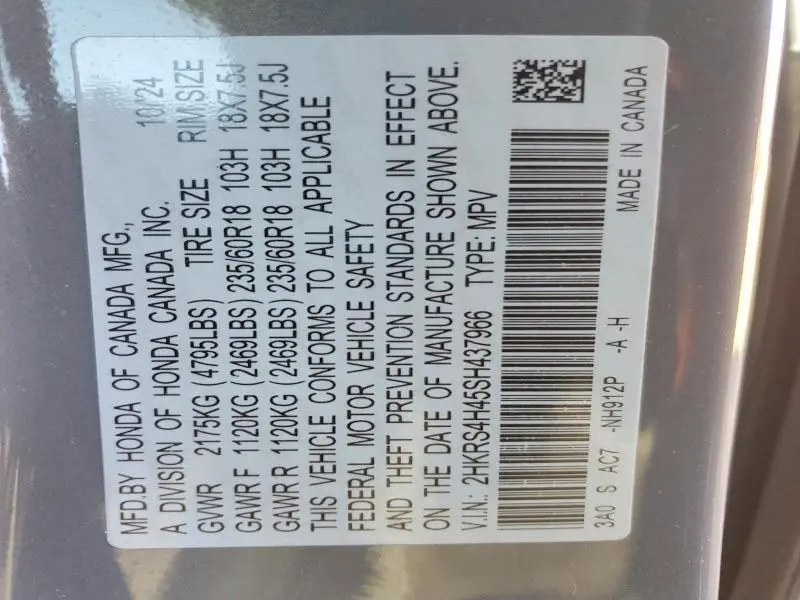 MFD.BY HONDA OF CANADA MFG., 10/24
A DIVISION OF HONDA CANADA INC.
GVWR 2175KG (4795LBS) TIRE SIZE RIM SIZE
GAWR F 1120KG (2469LBS) 235/60R18 103H 18X7.5J
GAWR R 1120KG (2469LBS) 235/60R18 103H 18X7.5J
THIS VEHICLE CONFORMS TO ALL APPLICABLE
FEDERAL MOTOR VEHICLE SAFETY
AND THEFT PREVENTION STANDARDS IN EFFECT
ON THE DATE OF MANUFACTURE SHOWN ABOVE.
V.I.N.: 2HKRS4H45SH437966 TYPE: MPV
3A0 S AC7 -NH912P -A -H MADE IN CANADA